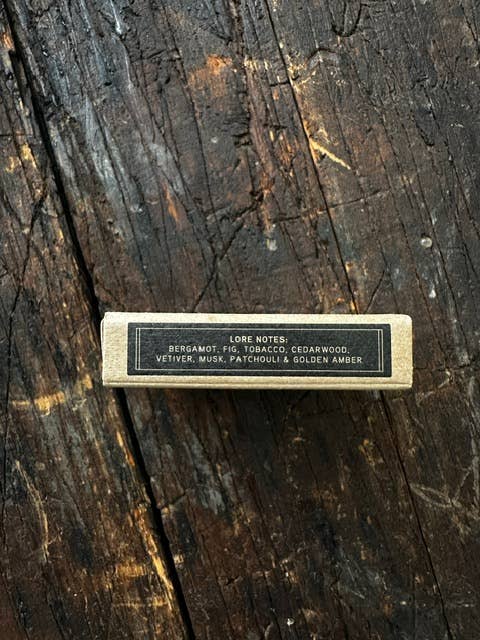 LORE NOTES:
BERGAMOT, FIG, TOBACCO, CEDARWOOD,
VETIVER, MUSK, PATCHOULI & GOLDEN AMBER